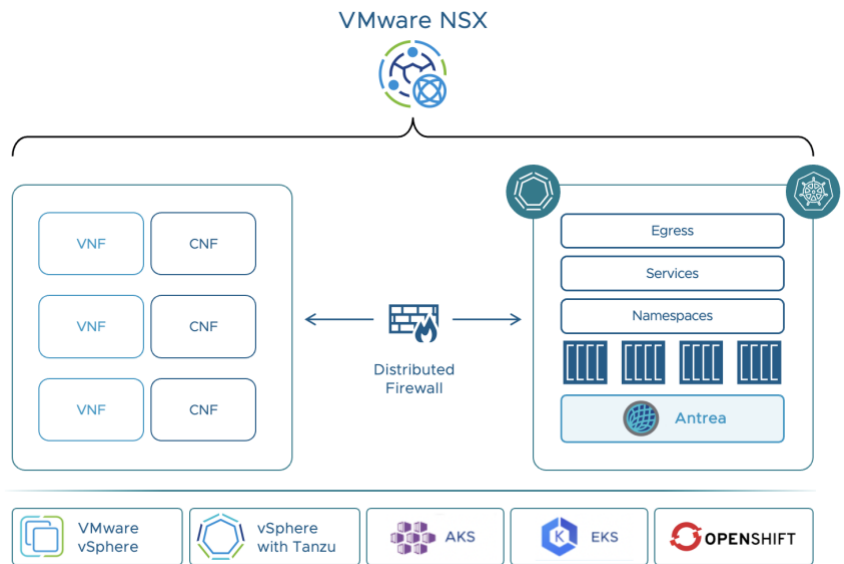 VMware NSX
VNF
CNF
VNF
CNF
VNF
CNF
Distributed
Firewall
Egress
Services
Namespaces
Antrea
VMware
vSphere
vSphere
with Tanzu
AKS
K
EKS
OPENSHIFT